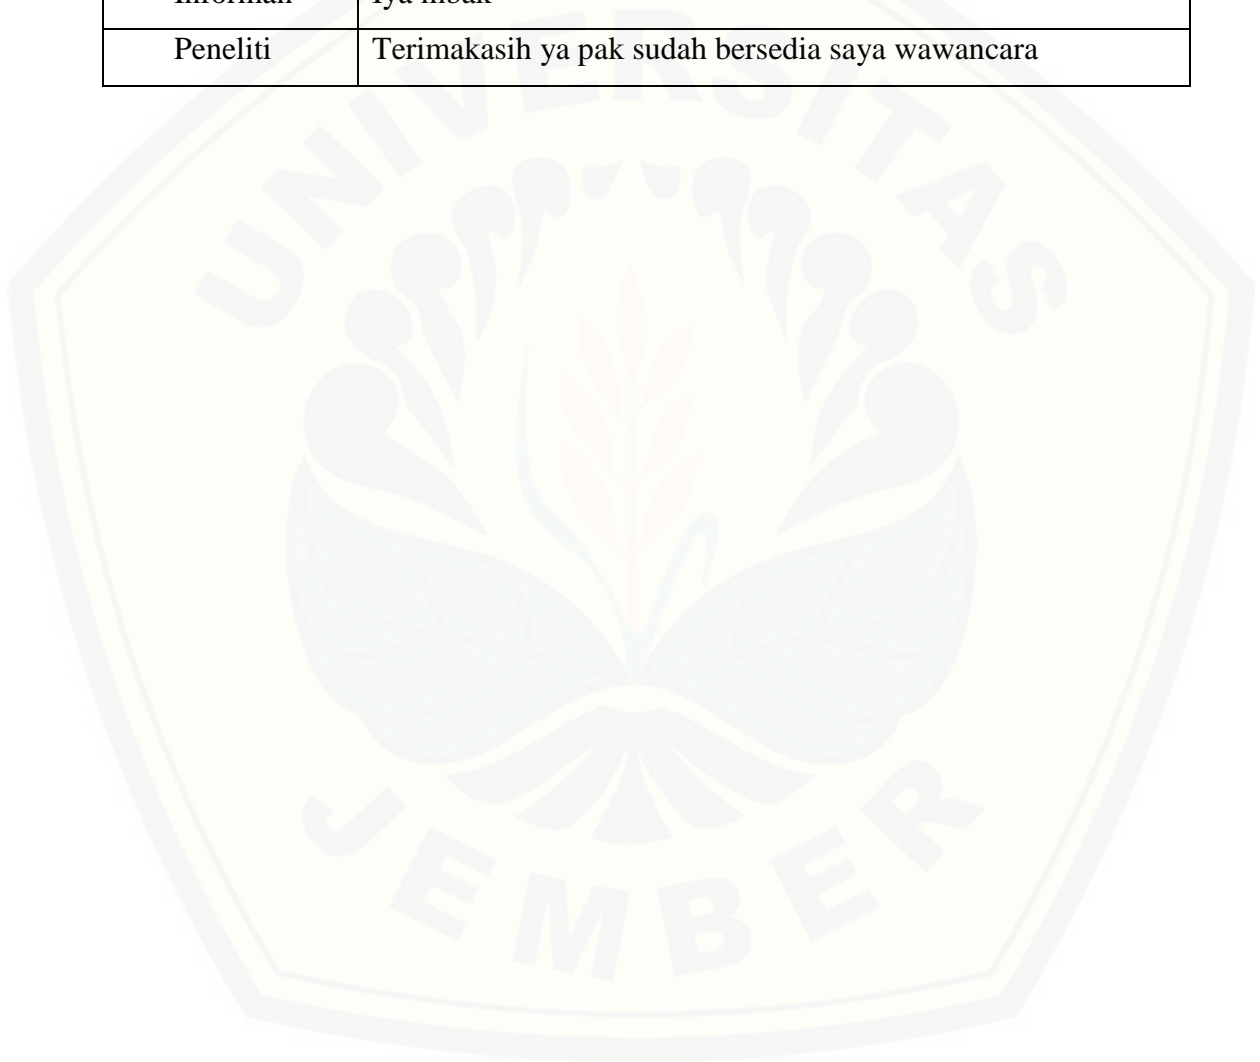 Informan Iya mbak
Peneliti Terimakasih ya pak sudah bersedia saya wawancara
UNIVERSITAS
JEMBER